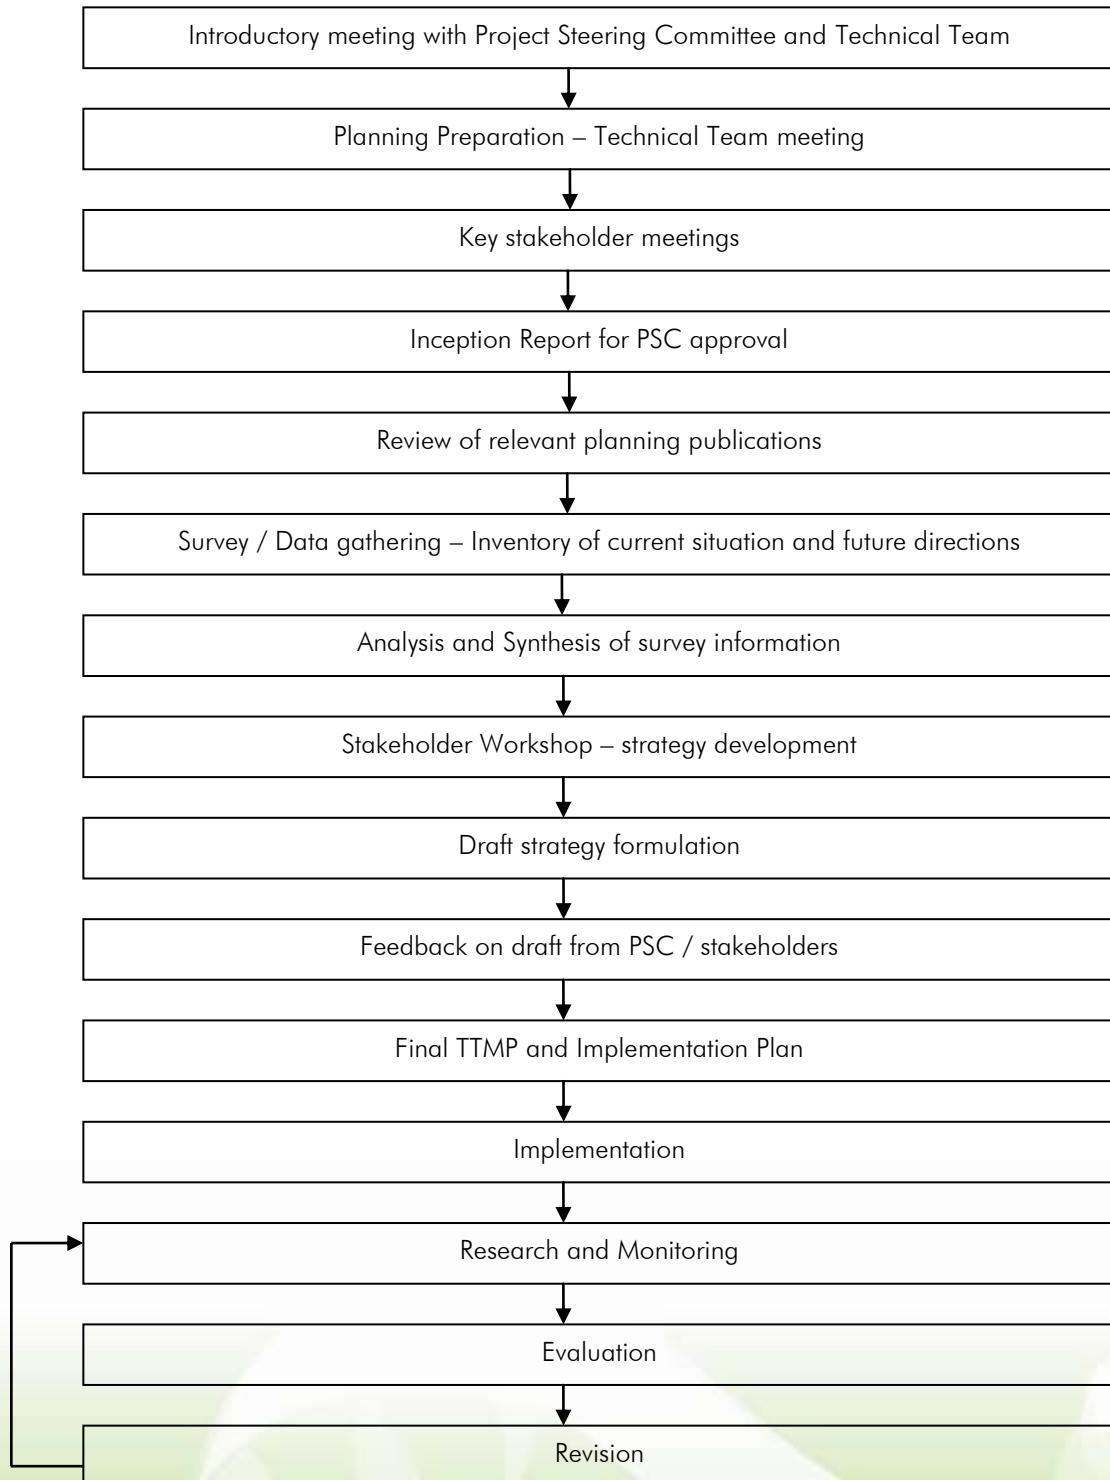 Introductory meeting with Project Steering Committee and Technical Team
Planning Preparation – Technical Team meeting
Key stakeholder meetings
Inception Report for PSC approval
Review of relevant planning publications
Survey / Data gathering – Inventory of current situation and future directions
Analysis and Synthesis of survey information
Stakeholder Workshop – strategy development
Draft strategy formulation
Feedback on draft from PSC / stakeholders
Final TTMP and Implementation Plan
Implementation
Research and Monitoring
Evaluation
Revision